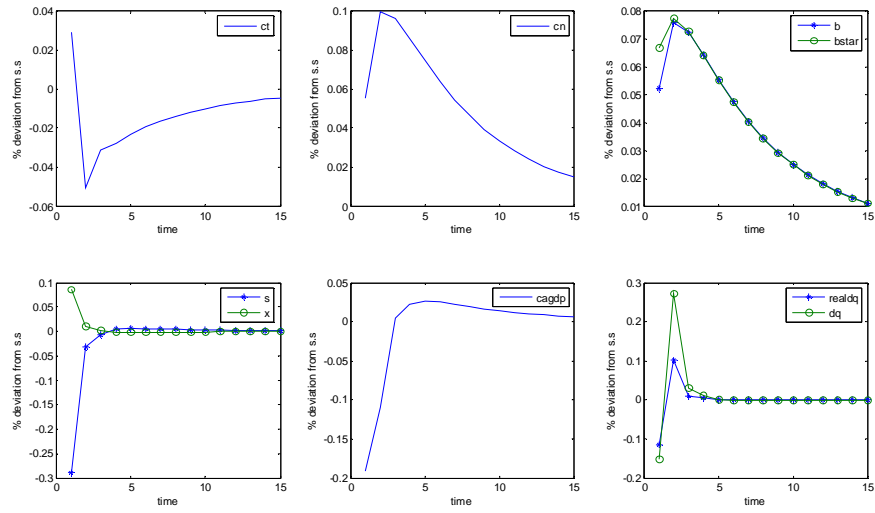 ct
0.04
0.02
0
-0.02
-0.04
-0.06
0 5 10 15
time
% deviation from s.s
cn
0.1
0.08
0.06
0.04
0.02
0
0 5 10 15
time
% deviation from s.s
b
bstar
0.08
0.07
0.06
0.05
0.04
0.03
0.02
0.01
0 5 10 15
time
% deviation from s.s
s
x
0.1
0.05
0
-0.05
-0.1
-0.15
-0.2
-0.25
-0.3
0 5 10 15
time
% deviation from s.s
cagdp
0.05
0
-0.05
-0.1
-0.15
-0.2
0 5 10 15
time
% deviation from s.s
realdq
dq
0.3
0.2
0.1
0
-0.1
-0.2
0 5 10 15
time
% deviation from s.s